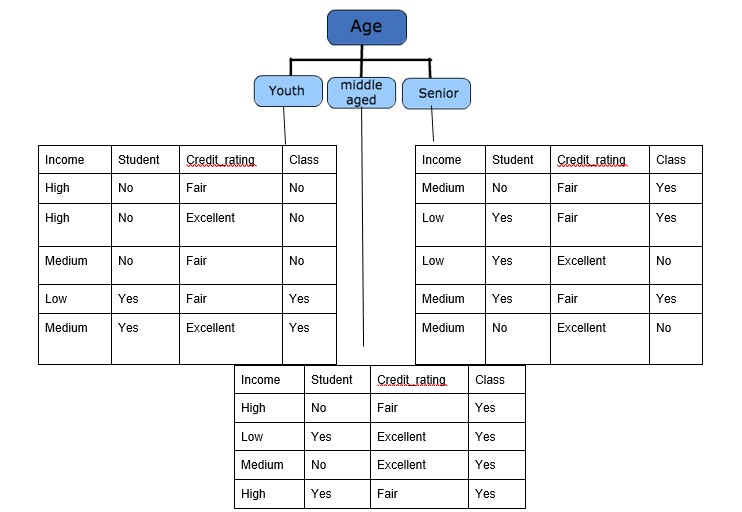 Age
Youth
middle
aged
Senior
Income Student Credit_rating Class
High No Fair No
High No Excellent No
Medium No Fair No
Low Yes Fair Yes
Medium Yes Excellent Yes
Income Student Credit_rating Class
Medium No Fair Yes
Low Yes Fair Yes
Low Yes Excellent No
Medium Yes Fair Yes
Medium No Excellent No
Income Student Credit_rating Class
High No Fair Yes
Low Yes Excellent Yes
Medium No Excellent Yes
High Yes Fair Yes